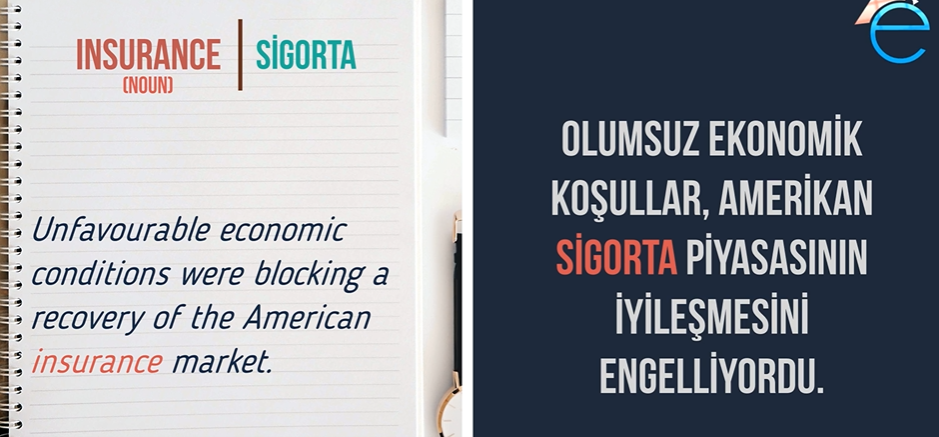 INSURANCE | SİGORTA
(NOUN)
Unfavourable economic
conditions were blocking a
recovery of the American
insurance market.
e
OLUMSUZ EKONOMİK
KOŞULLAR, AMERİKAN
SİGORTA PİYASASININ
İYİLEŞMESİNİ
ENGELLİYORDU.